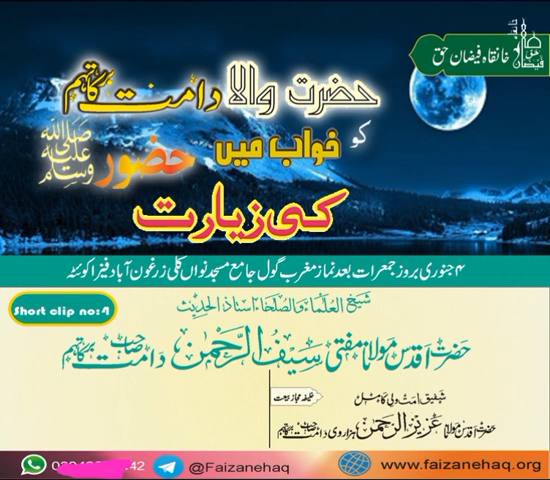 خانقاہ فیضان حق
حضرت والا دامت برکاتہم
کو
خواب میں
حضور صلی اللہ علیہ وسلم
کی زیارت
۴ جنوری بروز جمعرات بعد نماز مغرب گول جامع مسجد نواں کلی زرغون آباد فیز ا کوئٹہ
Short clip no:4
شیخ العلماء والصلحاء استاذ الحدیث
حضرت اقدس مولانا مفتی سیف الرحمن صاحب دامت برکاتہم
خلیفہ مجاز بیعت
شفیق امت ولی کامل
حضرت اقدس مولانا عزیز الرحمن ہزاروی دامت برکاتہم
@Faizanehaq
www.faizanehaq.org